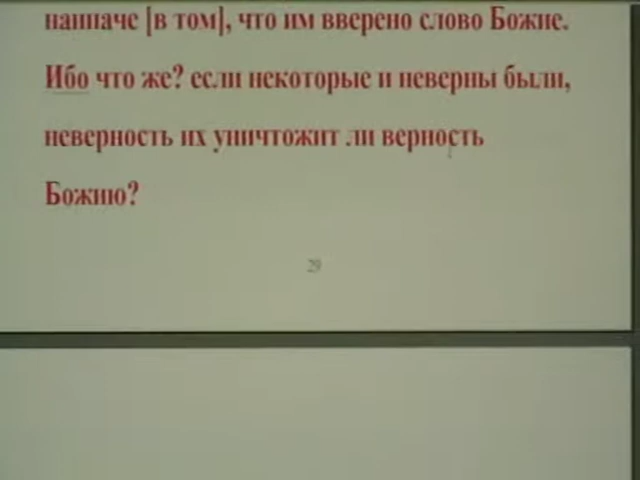 наипаче [в том], что им вверено слово Божие.
Ибо что же? если некоторые и неверны были,
неверность их уничтожит ли верность
Божию?
29